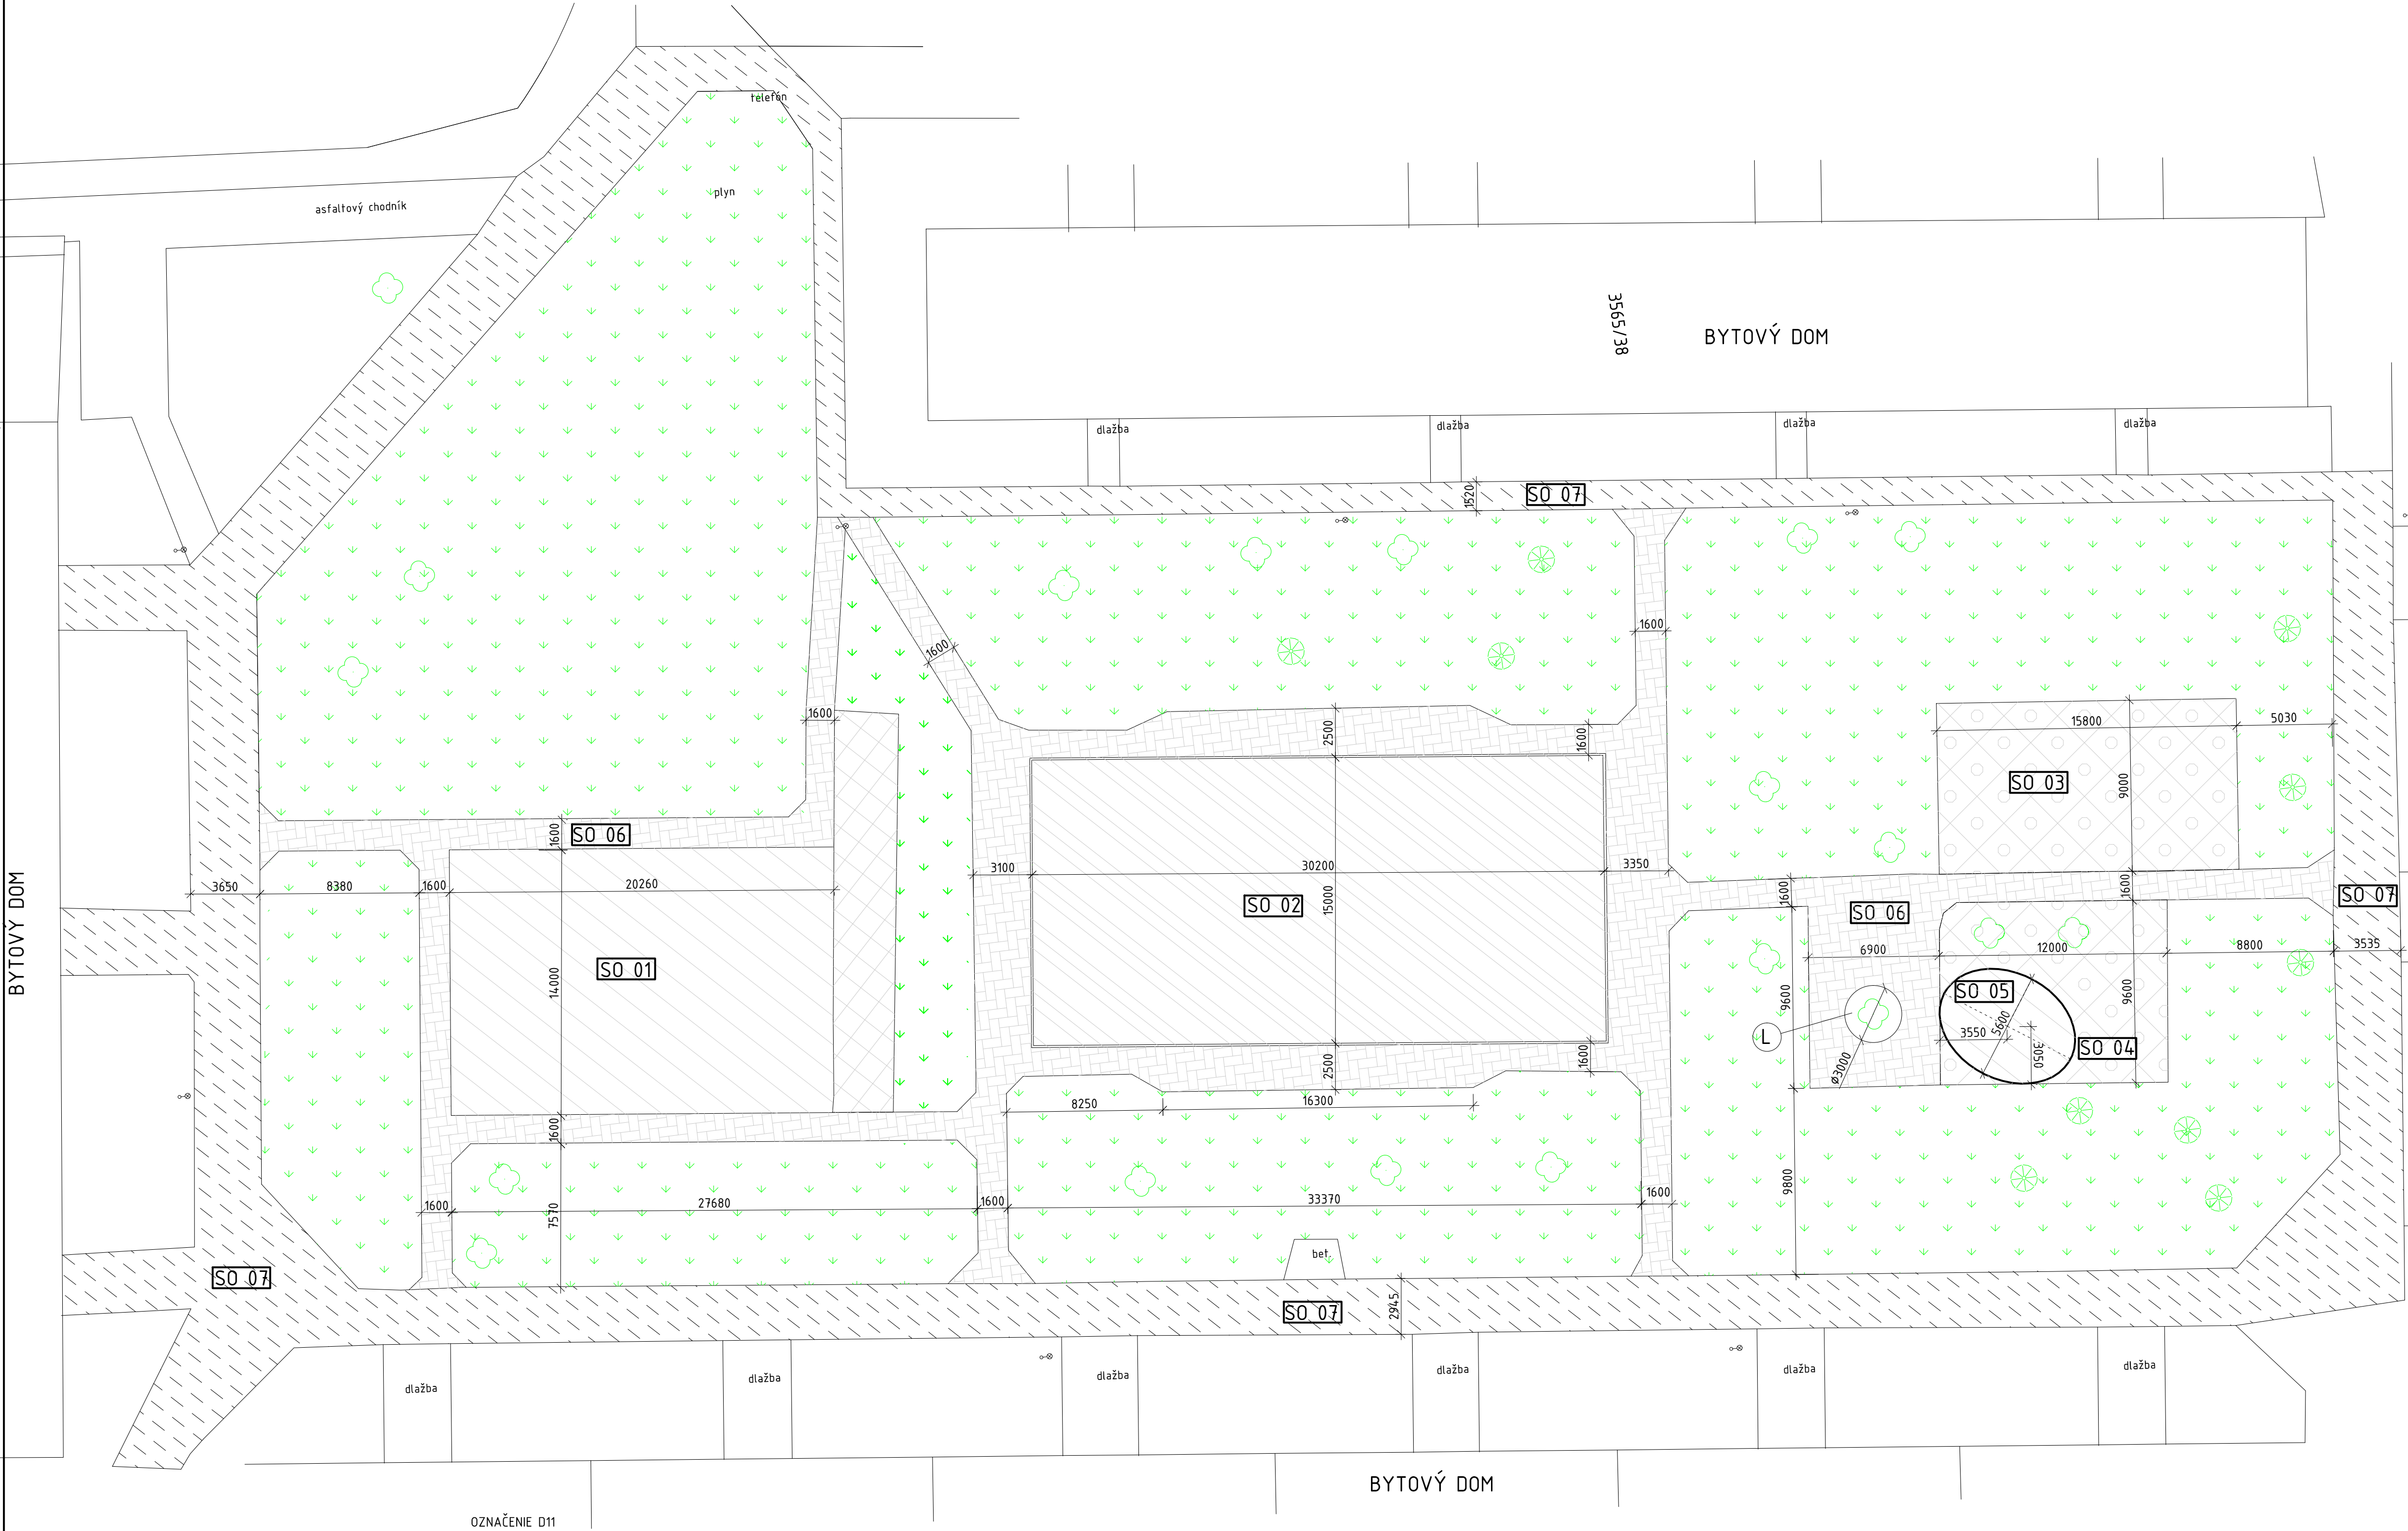 telefón
plyn
asfaltový chodník
3565/38
BYTOVÝ DOM
dlažba
dlažba
dlažba
dlažba
1520
SO 07
1600
1600
1600
2500
1600
15800
5030
SO 03
9000
1600
SO 06
3650
8380
1600
20260
3100
30200
3350
15000
SO 02
1600
SO 06
1600
SO 07
6900
12000
8800
3535
BYTOVÝ DOM
SO 01
14000
SO 05
9600
9600
L
3550
5600
3050
SO 04
ø3000
2500
1600
8250
16300
1600
1600
27680
7570
1600
33370
1600
9800
bet.
SO 07
SO 07
2945
dlažba
dlažba
dlažba
dlažba
dlažba
dlažba
BYTOVÝ DOM
OZNAČENIE D11